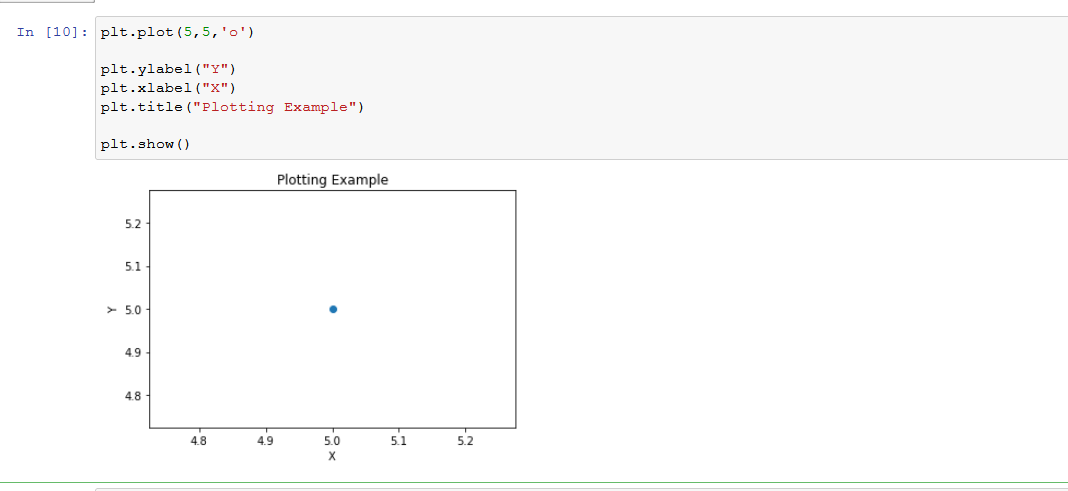 In [10]: plt.plot(5,5,'o')
plt.ylabel("Y")
plt.xlabel("X")
plt.title("Plotting Example")
plt.show()
Plotting Example
5.2
5.1
Y 5.0
4.9
4.8
4.8 4.9 5.0 5.1 5.2
X